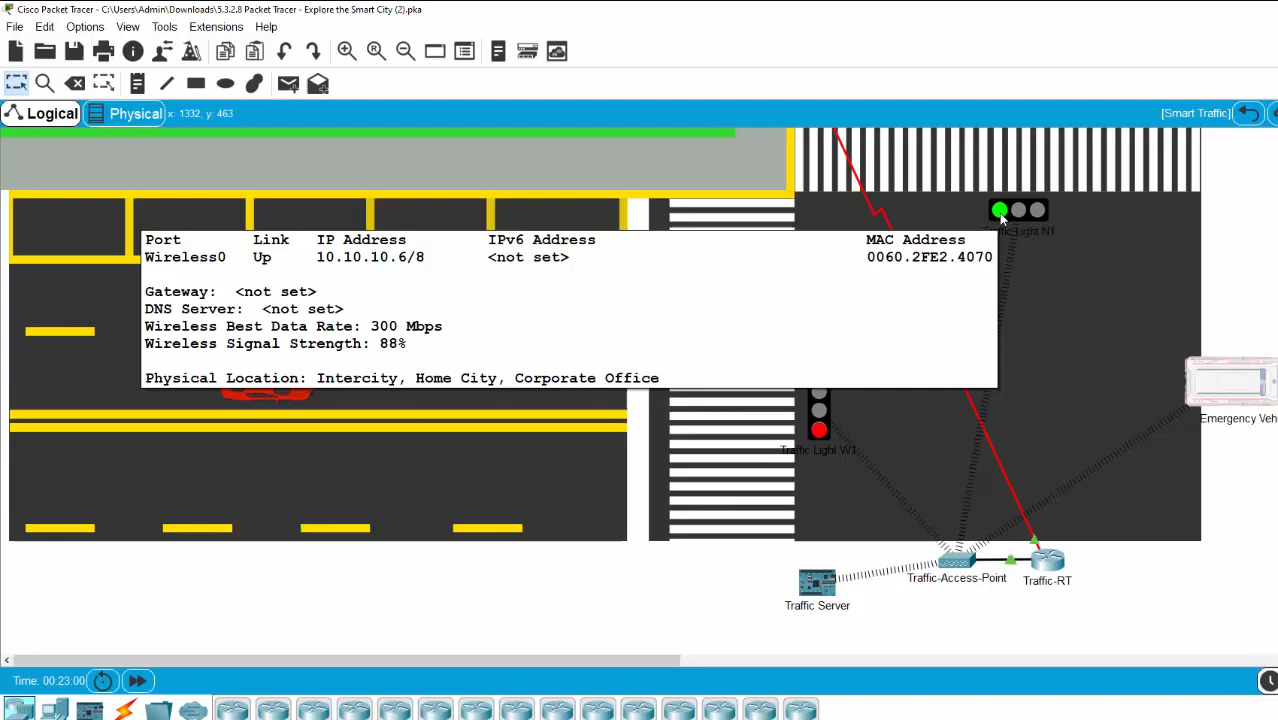 Cisco Packet Tracer - C:\Users\Admin\Downloads\5.3.2.8 Packet Tracer - Explore the Smart City (2).pka
File Edit Options View Tools Extensions Help
Logical Physical x: 1332, y: 463 [Smart Traffic]
Traffic Light N1
Port Link IP Address IPv6 Address MAC Address
Wireless0 Up 10.10.10.6/8 <not set> 0060.2FE2.4070
Gateway: <not set>
DNS Server: <not set>
Wireless Best Data Rate: 300 Mbps
Wireless Signal Strength: 88%
Physical Location: Intercity, Home City, Corporate Office
Emergency Vehi
Traffic Light W1
Traffic-Access-Point Traffic-RT
Traffic Server
Time: 00:23:00